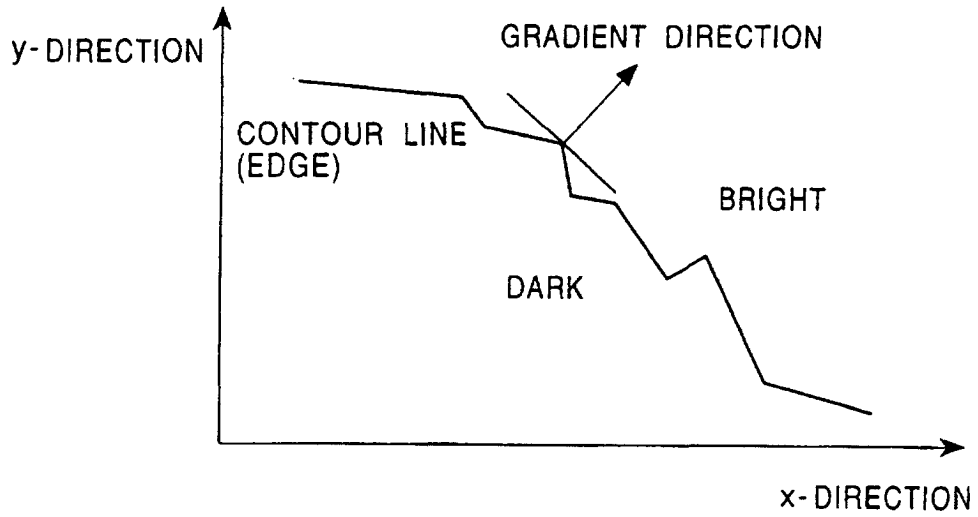 y-DIRECTION
GRADIENT DIRECTION
CONTOUR LINE
(EDGE)
BRIGHT
DARK
x-DIRECTION